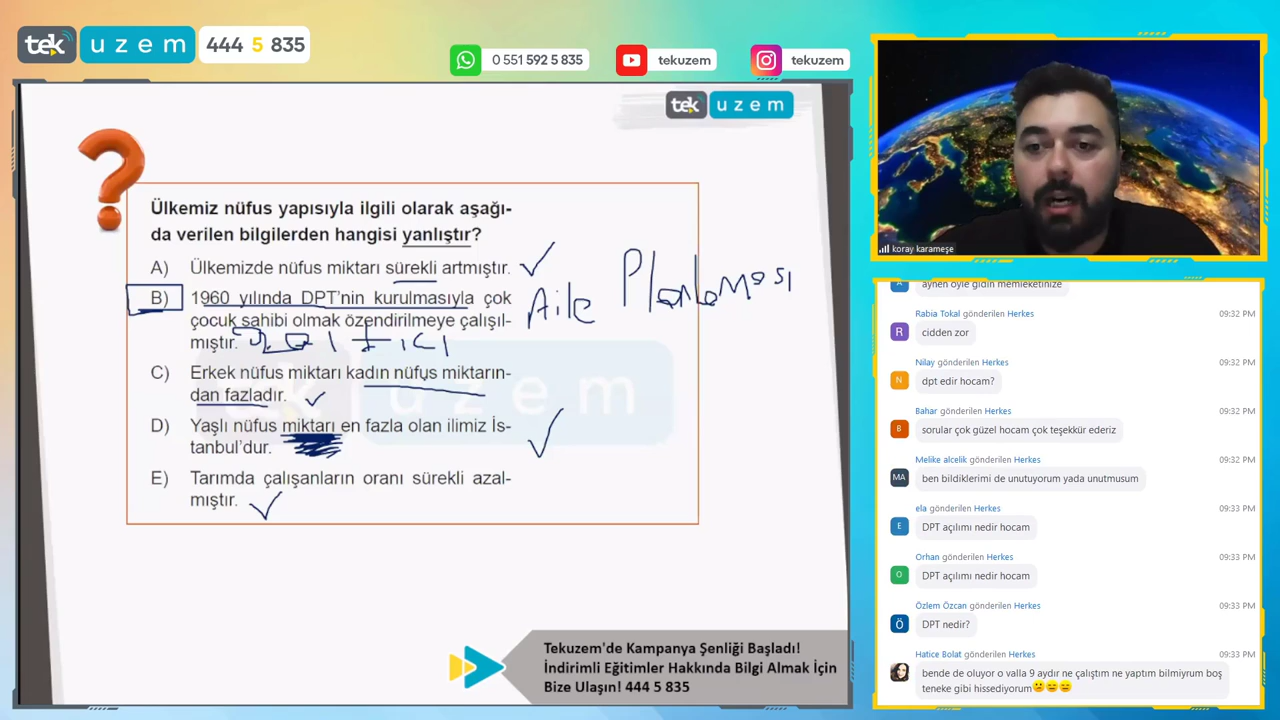 tek uzem 444 5 835
0 551 592 5 835
tekuzem
tekuzem
tek uzem
Ülkemiz nüfus yapısıyla ilgili olarak aşağı-
da verilen bilgilerden hangisi yanlıştır?
A) Ülkemizde nüfus miktarı sürekli artmıştır.
B) 1960 yılında DPT'nin kurulmasıyla çok
çocuk sahibi olmak özendirilmeye çalışıl-
mıştır.
Aile Planlaması
C) Erkek nüfus miktarı kadın nüfus miktarın-
dan fazladır.
D) Yaşlı nüfus miktarı en fazla olan ilimiz İs-
tanbul'dur.
E) Tarımda çalışanların oranı sürekli azal-
mıştır.
tek uzem
Tekuzem'de Kampanya Şenliği Başladı!
İndirimli Eğitimler Hakkında Bilgi Almak İçin
Bize Ulaşın! 444 5 835
koray karameşe
A aynen öyle gidin memleketinize
Rabia Tokal gönderilen Herkes 09:32 PM
R cidden zor
Nilay gönderilen Herkes 09:32 PM
N dpt edir hocam?
Bahar gönderilen Herkes 09:32 PM
B sorular çok güzel hocam çok teşekkür ederiz
Melike alcelik gönderilen Herkes 09:32 PM
MA ben bildiklerimi de unutuyorum yada unutmusum
ela gönderilen Herkes 09:33 PM
E DPT açılımı nedir hocam
Orhan gönderilen Herkes 09:33 PM
O DPT açılımı nedir hocam
Özlem Özcan gönderilen Herkes 09:33 PM
Ö DPT nedir?
Hatice Bolat gönderilen Herkes 09:33 PM
bende de oluyor o valla 9 aydır ne çalıştım ne yaptım bilmiyrum boş
teneke gibi hissediyorum